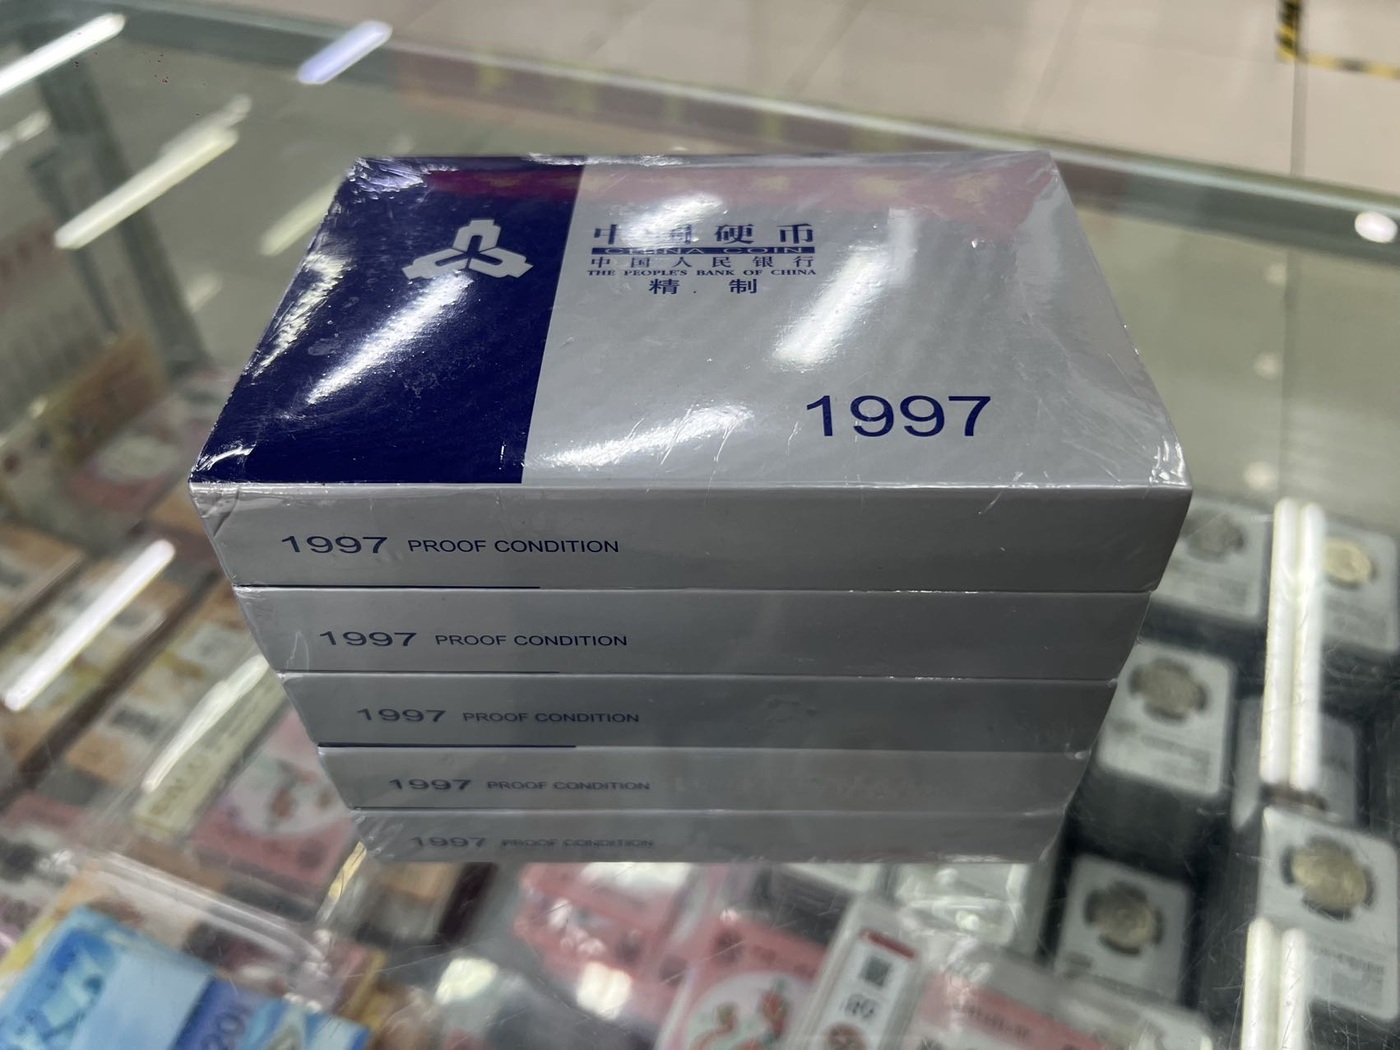 中国硬币
CHINA COIN
中国人民银行
THE PEOPLE'S BANK OF CHINA
精制
1997
1997 PROOF CONDITION
1997 PROOF CONDITION
1997 PROOF CONDITION
1997 PROOF CONDITION
1997 PROOF CONDITION